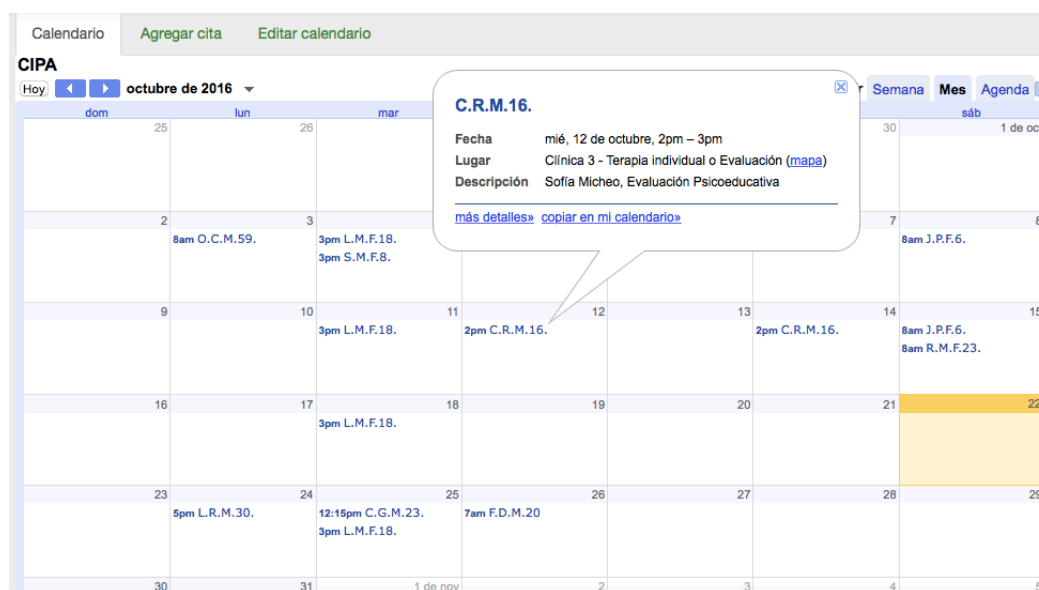 Calendario Agregar cita Editar calendario
CIPA
Hoy octubre de 2016 Semana Mes Agenda
dom lun mar sáb
25 26 30 1 de oc
C.R.M.16.
Fecha mié, 12 de octubre, 2pm – 3pm
Lugar Clínica 3 - Terapia individual o Evaluación (mapa)
Descripción Sofía Micheo, Evaluación Psicoeducativa
más detalles» copiar en mi calendario»
2 3 7 8
8am O.C.M.59. 3pm L.M.F.18. 8am J.P.F.6.
3pm S.M.F.8.
9 10 11 12 13 14 15
3pm L.M.F.18. 2pm C.R.M.16. 2pm C.R.M.16. 8am J.P.F.6.
8am R.M.F.23.
16 17 18 19 20 21 22
3pm L.M.F.18.
23 24 25 26 27 28 29
5pm L.R.M.30. 12:15pm C.G.M.23. 7am F.D.M.20
3pm L.M.F.18.
30 31 1 de nov 2 3 4 5